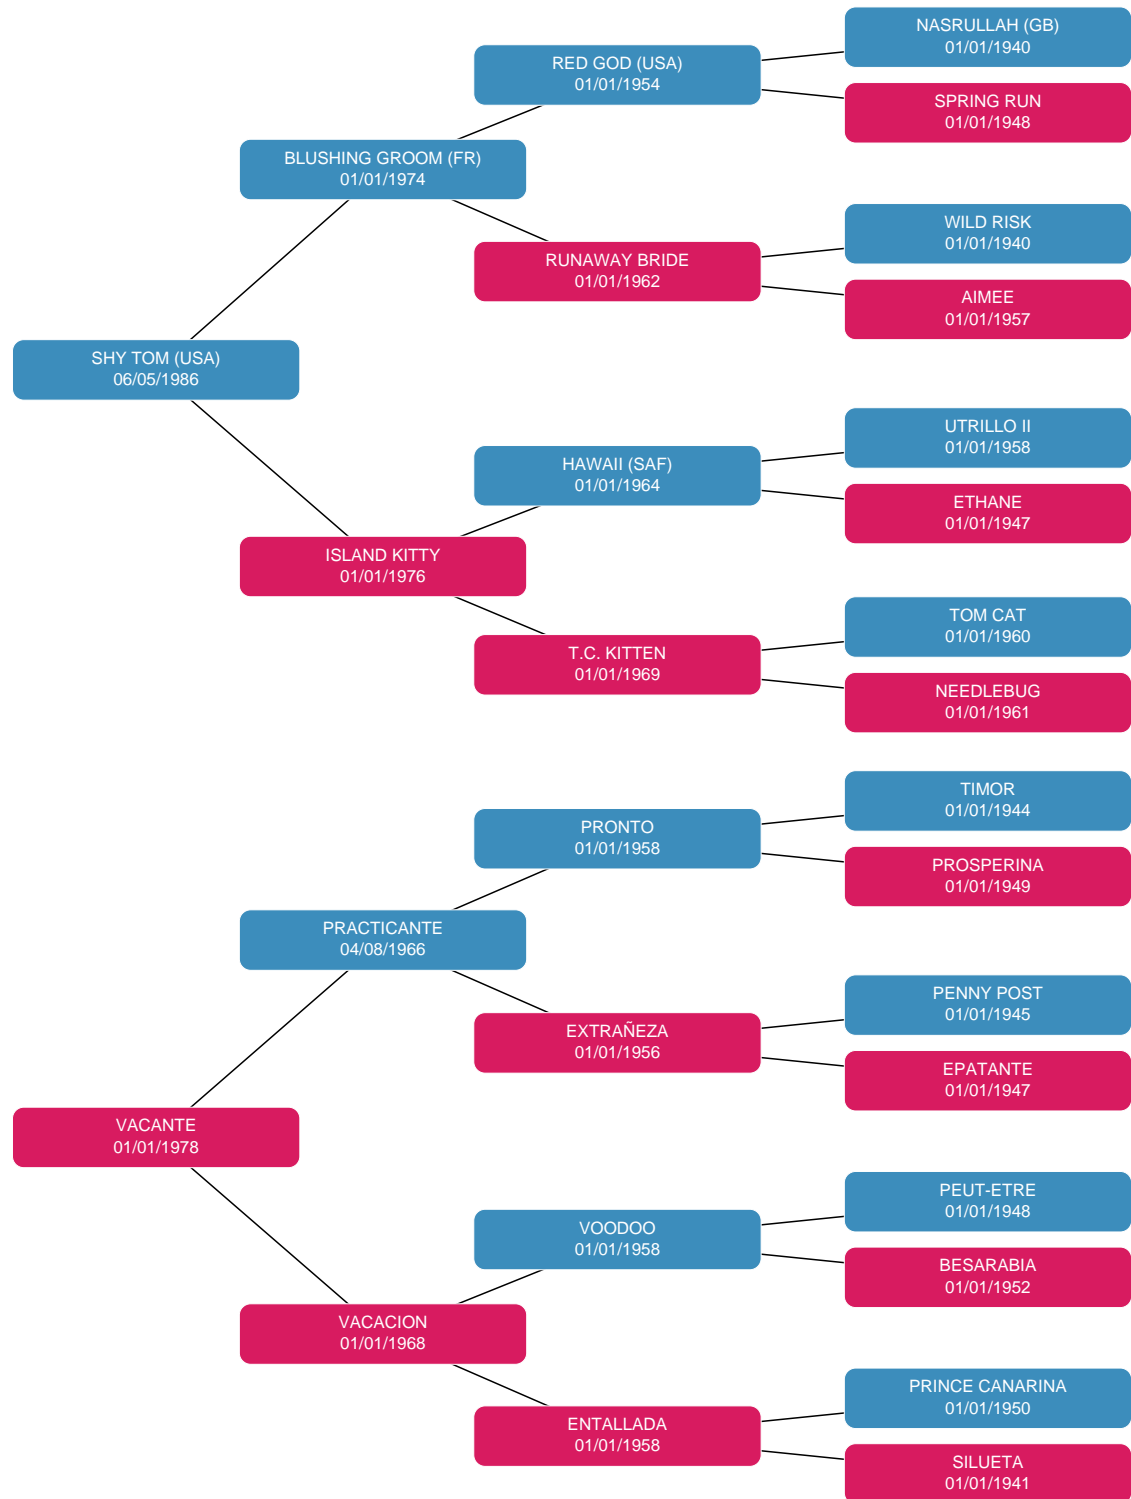 NASRULLAH (GB)
01/01/1940
RED GOD (USA)
01/01/1954
SPRING RUN
01/01/1948
BLUSHING GROOM (FR)
01/01/1974
WILD RISK
01/01/1940
RUNAWAY BRIDE
01/01/1962
AIMEE
01/01/1957
SHY TOM (USA)
06/05/1986
UTRILLO II
01/01/1958
HAWAII (SAF)
01/01/1964
ETHANE
01/01/1947
ISLAND KITTY
01/01/1976
TOM CAT
01/01/1960
T.C. KITTEN
01/01/1969
NEEDLEBUG
01/01/1961
TIMOR
01/01/1944
PRONTO
01/01/1958
PROSPERINA
01/01/1949
PRACTICANTE
04/08/1966
PENNY POST
01/01/1945
EXTRAÑEZA
01/01/1956
EPATANTE
01/01/1947
VACANTE
01/01/1978
PEUT-ETRE
01/01/1948
VOODOO
01/01/1958
BESARABIA
01/01/1952
VACACION
01/01/1968
PRINCE CANARINA
01/01/1950
ENTALLADA
01/01/1958
SILUETA
01/01/1941